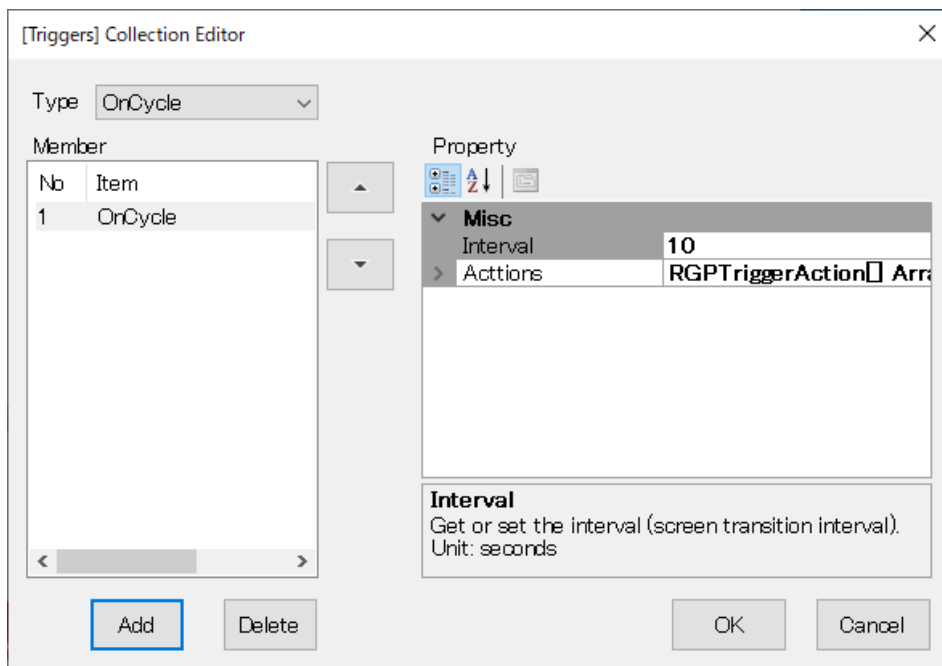 [Triggers] Collection Editor
Type OnCycle
Member
No Item
1 OnCycle
Property
Misc
Interval 10
Acttions RGPTriggerAction[] Arra
Interval
Get or set the interval (screen transition interval).
Unit: seconds
Add Delete OK Cancel